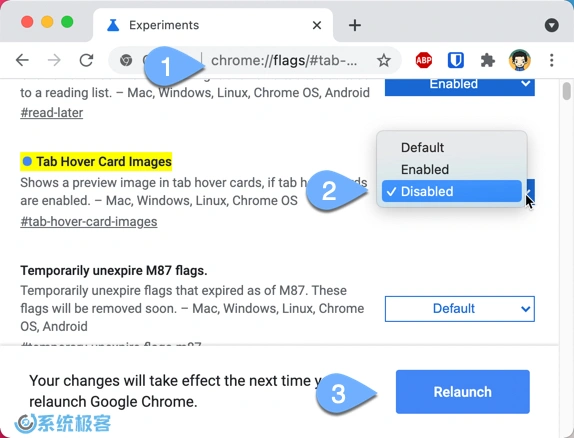 Experiments
1
chrome://flags/#tab-...
ABP
Enabled
to a reading list. – Mac, Windows, Linux, Chrome OS, Android
#read-later
Tab Hover Card Images
Shows a preview image in tab hover cards, if tab
are enabled. – Mac, Windows, Linux, Chrome OS
#tab-hover-card-images
Default
Enabled
2
✓ Disabled
Temporarily unexpire M87 flags.
Temporarily unexpire flags that expired as of M87. These
flags will be removed soon. – Mac, Windows, Linux, Chrome
OS, Android
Default
#temporary-unexpire-flags-m87
Your changes will take effect the next time
relaunch Google Chrome.
3
Relaunch
系统极客